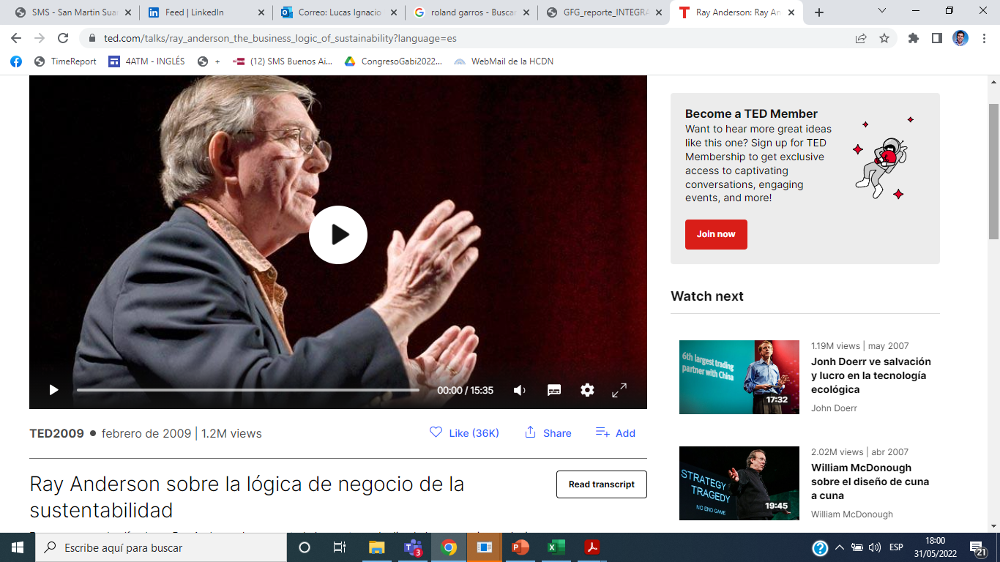 SMS - San Martin Sua
Feed | LinkedIn
Correo: Lucas Ignacio
roland garros - Buscar
GFG_reporte_INTEGRA
Ray Anderson: Ray An
ted.com/talks/ray_anderson_the_business_logic_of_sustainability?language=es
TimeReport
4ATM - INGLÉS
+
(12) SMS Buenos Ai...
CongresoGabi2022...
WebMail de la HCDN
00:00 / 15:35
TED2009 ● febrero de 2009 | 1.2M views
Like (36K)
Share
Add
Ray Anderson sobre la lógica de negocio de la
sustentabilidad
Read transcript
Become a TED Member
Want to hear more great ideas
like this one? Sign up for TED
Membership to get exclusive
access to captivating
conversations, engaging
events, and more!
Join now
Watch next
6th largest trading
partner with China
17:32
1.19M views | may 2007
Jonh Doerr ve salvación
y lucro en la tecnología
ecológica
John Doerr
STRATEGY
TRAGEDY
NO END GAME
19:45
2.02M views | abr 2007
William McDonough
sobre el diseño de cuna
a cuna
William McDonough
Escribe aquí para buscar
3
ESP
18:00
31/05/2022
21